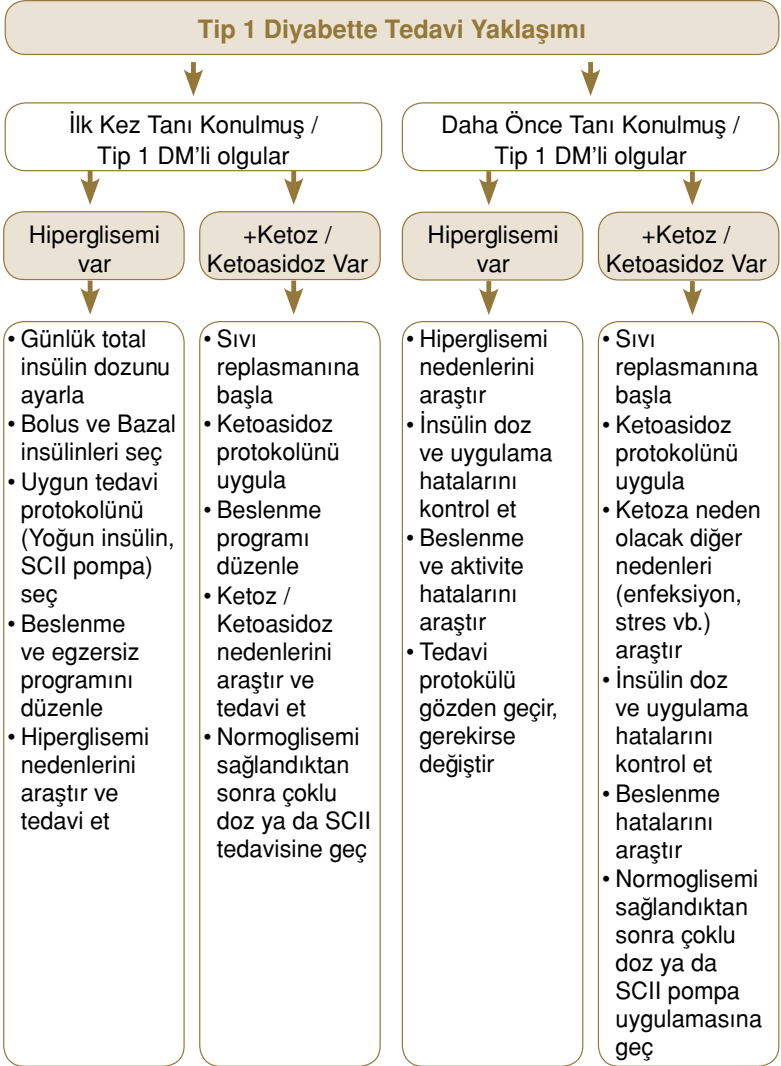 Tip 1 Diyabette Tedavi Yaklaşımı
İlk Kez Tanı Konulmuş /
Tip 1 DM'li olgular
Daha Önce Tanı Konulmuş /
Tip 1 DM'li olgular
Hiperglisemi
var
+Ketoz /
Ketoasidoz Var
Hiperglisemi
var
+Ketoz /
Ketoasidoz Var
• Günlük total
insülin dozunu
ayarla
• Bolus ve Bazal
insülinleri seç
• Uygun tedavi
protokolünü
(Yoğun insülin,
SCII pompa)
seç
• Beslenme
ve egzersiz
programını
düzenle
• Hiperglisemi
nedenlerini
araştır ve
tedavi et
• Sıvı
replasmanına
başla
• Ketoasidoz
protokolünü
uygula
• Beslenme
programı
düzenle
• Ketoz /
Ketoasidoz
nedenlerini
araştır ve
tedavi et
• Normoglisemi
sağlandıktan
sonra çoklu
doz ya da SCII
tedavisine geç
• Hiperglisemi
nedenlerini
araştır
• İnsülin doz
ve uygulama
hatalarını
kontrol et
• Beslenme
ve aktivite
hatalarını
araştır
• Tedavi
protokülü
gözden geçir,
gerekirse
değiştir
• Sıvı
replasmanına
başla
• Ketoasidoz
protokolünü
uygula
• Ketoza neden
olacak diğer
nedenleri
(enfeksiyon,
stres vb.)
araştır
• İnsülin doz
ve uygulama
hatalarını
kontrol et
• Beslenme
hatalarını
araştır
• Normoglisemi
sağlandıktan
sonra çoklu
doz ya da
SCII pompa
uygulamasına
geç